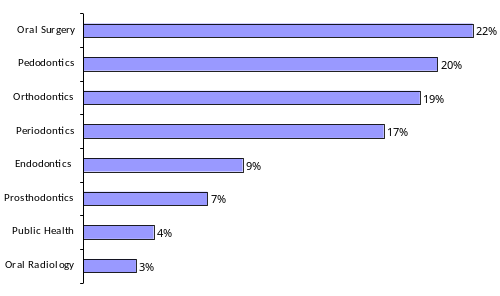 Oral Surgery 22%
Pedodontics 20%
Orthodontics 19%
Periodontics 17%
Endodontics 9%
Prosthodontics 7%
Public Health 4%
Oral Radiology 3%